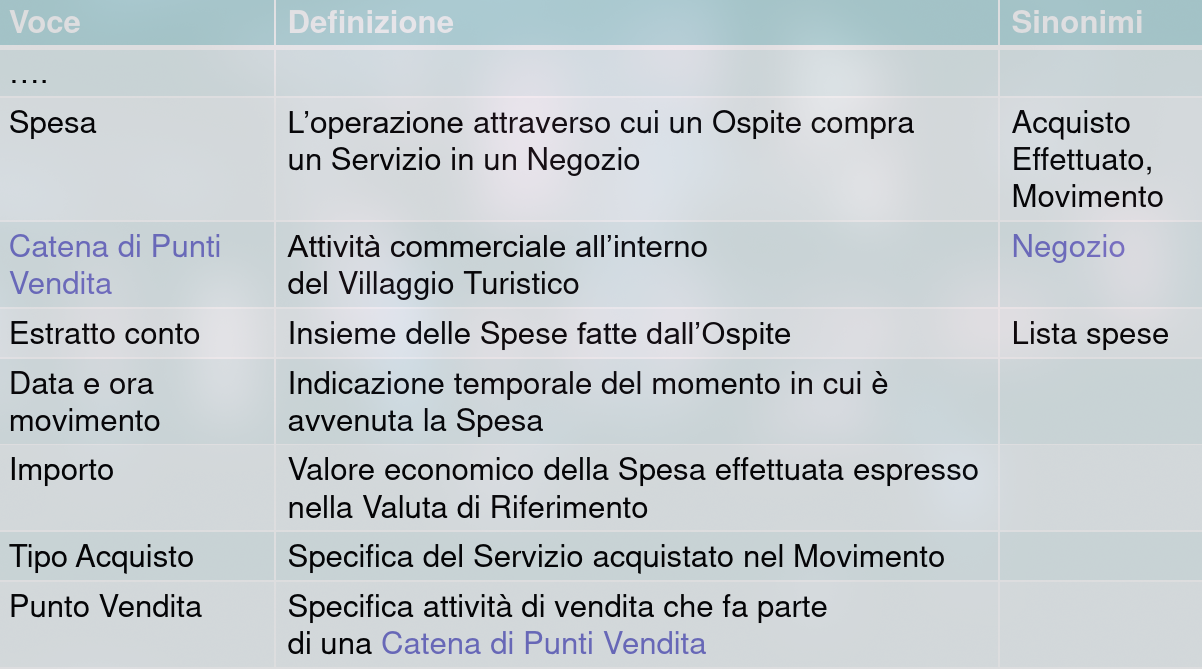 Voce Definizione Sinonimi
….
Spesa L’operazione attraverso cui un Ospite compra Acquisto
un Servizio in un Negozio Effettuato,
Movimento
Catena di Punti Attività commerciale all’interno Negozio
Vendita del Villaggio Turistico
Estratto conto Insieme delle Spese fatte dall’Ospite Lista spese
Data e ora Indicazione temporale del momento in cui è
movimento avvenuta la Spesa
Importo Valore economico della Spesa effettuata espresso
nella Valuta di Riferimento
Tipo Acquisto Specifica del Servizio acquistato nel Movimento
Punto Vendita Specifica attività di vendita che fa parte
di una Catena di Punti Vendita